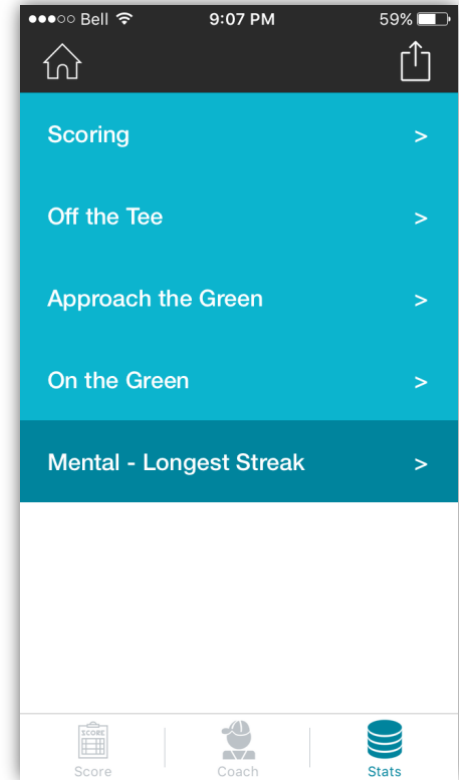 Bell 9:07 PM 59%
Scoring >
Off the Tee >
Approach the Green >
On the Green >
Mental - Longest Streak >
SCORE
Score Coach Stats